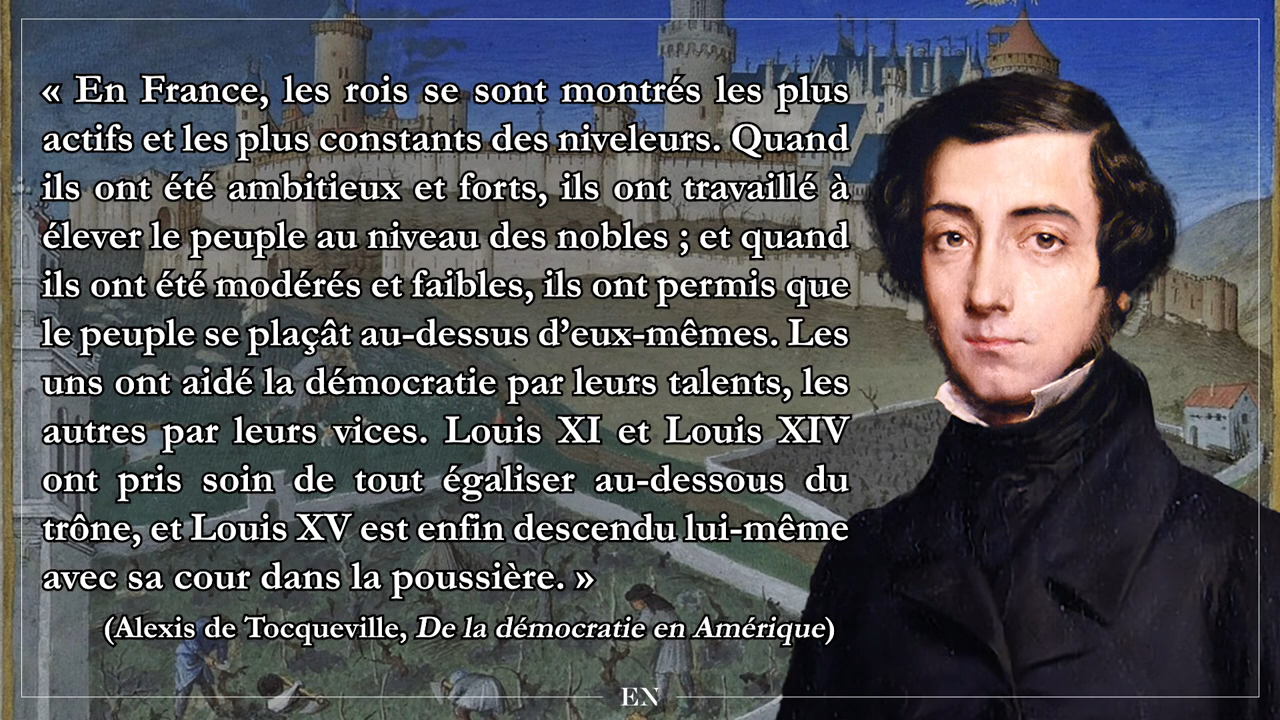 « En France, les rois se sont montrés les plus
actifs et les plus constants des niveleurs. Quand
ils ont été ambitieux et forts, ils ont travaillé à
élever le peuple au niveau des nobles ; et quand
ils ont été modérés et faibles, ils ont permis que
le peuple se plaçât au-dessus d’eux-mêmes. Les
uns ont aidé la démocratie par leurs talents, les
autres par leurs vices. Louis XI et Louis XIV
ont pris soin de tout égaliser au-dessous du
trône, et Louis XV est enfin descendu lui-même
avec sa cour dans la poussière. »
(Alexis de Tocqueville, De la démocratie en Amérique)
EN